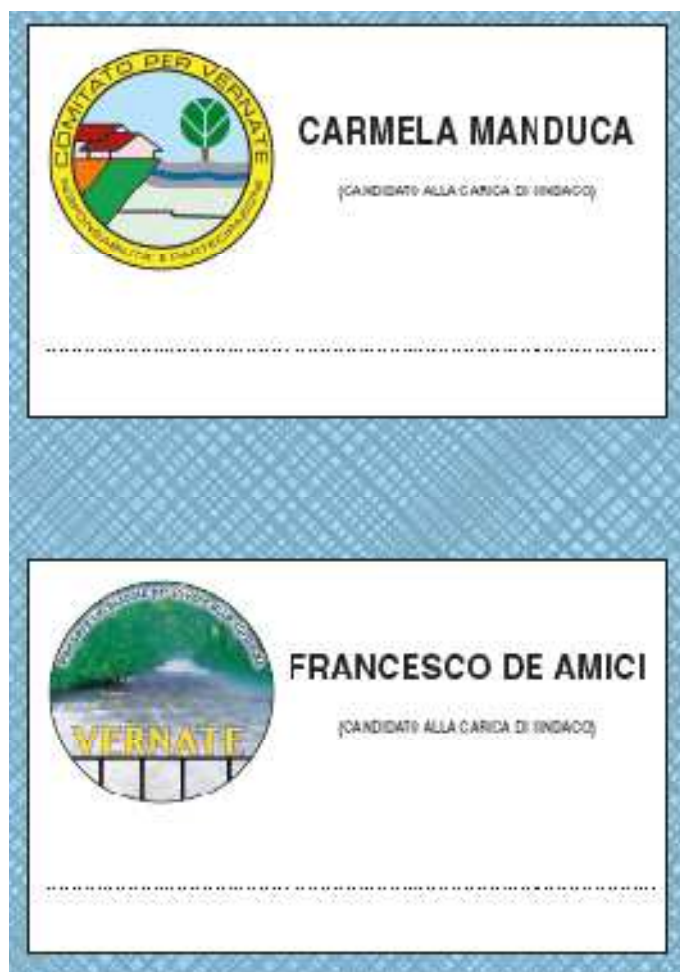 COMITATO PER VERNATE
RESPONSABILITÀ E PARTECIPAZIONE
CARMELA MANDUCA
(CANDIDATO ALLA CARICA DI SINDACO)
FRANCESCO DE AMICI
(CANDIDATO ALLA CARICA DI SINDACO)
VERNATE